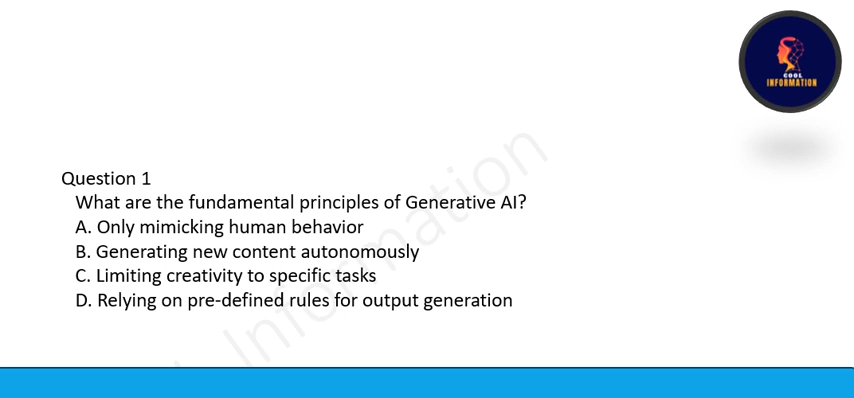 COOL
INFORMATION
Question 1
What are the fundamental principles of Generative AI?
A. Only mimicking human behavior
B. Generating new content autonomously
C. Limiting creativity to specific tasks
D. Relying on pre-defined rules for output generation
Information